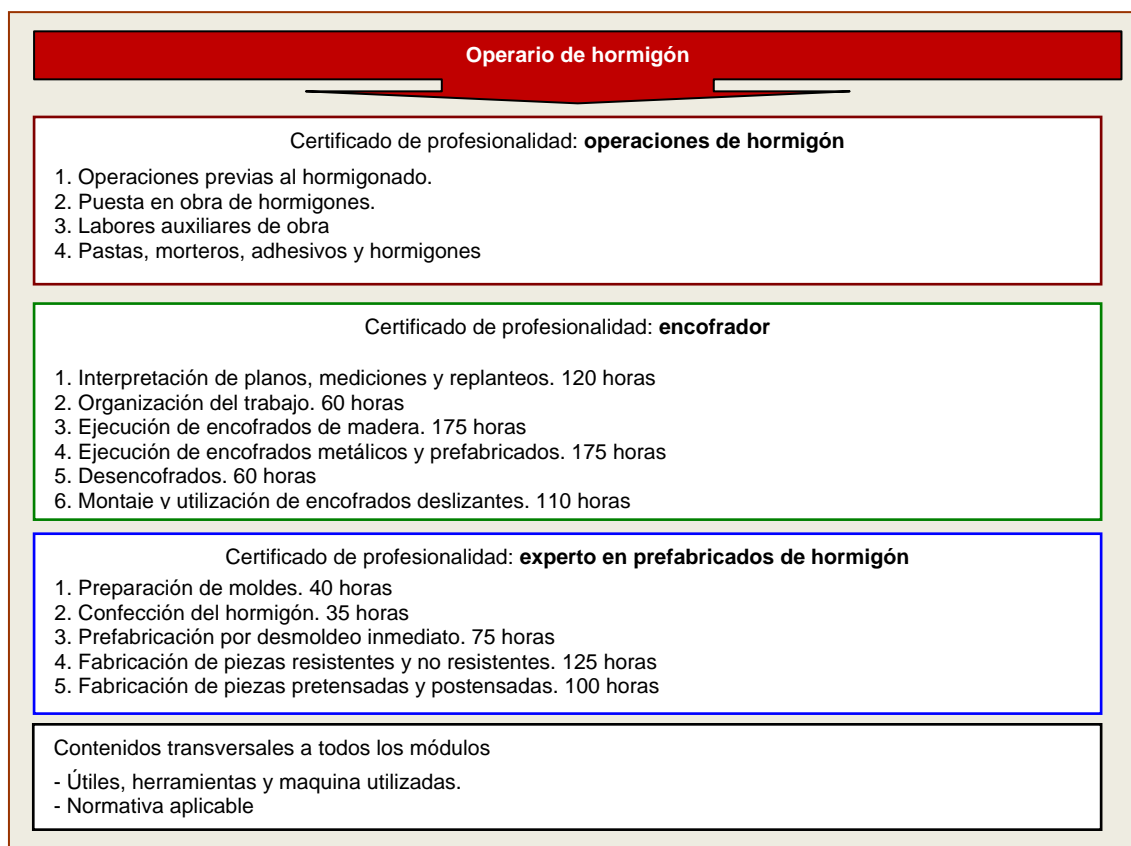 Operario de hormigón
Certificado de profesionalidad: operaciones de hormigón
1. Operaciones previas al hormigonado.
2. Puesta en obra de hormigones.
3. Labores auxiliares de obra
4. Pastas, morteros, adhesivos y hormigones
Certificado de profesionalidad: encofrador
1. Interpretación de planos, mediciones y replanteos. 120 horas
2. Organización del trabajo. 60 horas
3. Ejecución de encofrados de madera. 175 horas
4. Ejecución de encofrados metálicos y prefabricados. 175 horas
5. Desencofrados. 60 horas
6. Montaje y utilización de encofrados deslizantes. 110 horas
Certificado de profesionalidad: experto en prefabricados de hormigón
1. Preparación de moldes. 40 horas
2. Confección del hormigón. 35 horas
3. Prefabricación por desmoldeo inmediato. 75 horas
4. Fabricación de piezas resistentes y no resistentes. 125 horas
5. Fabricación de piezas pretensadas y postensadas. 100 horas
Contenidos transversales a todos los módulos
- Útiles, herramientas y maquina utilizadas.
- Normativa aplicable